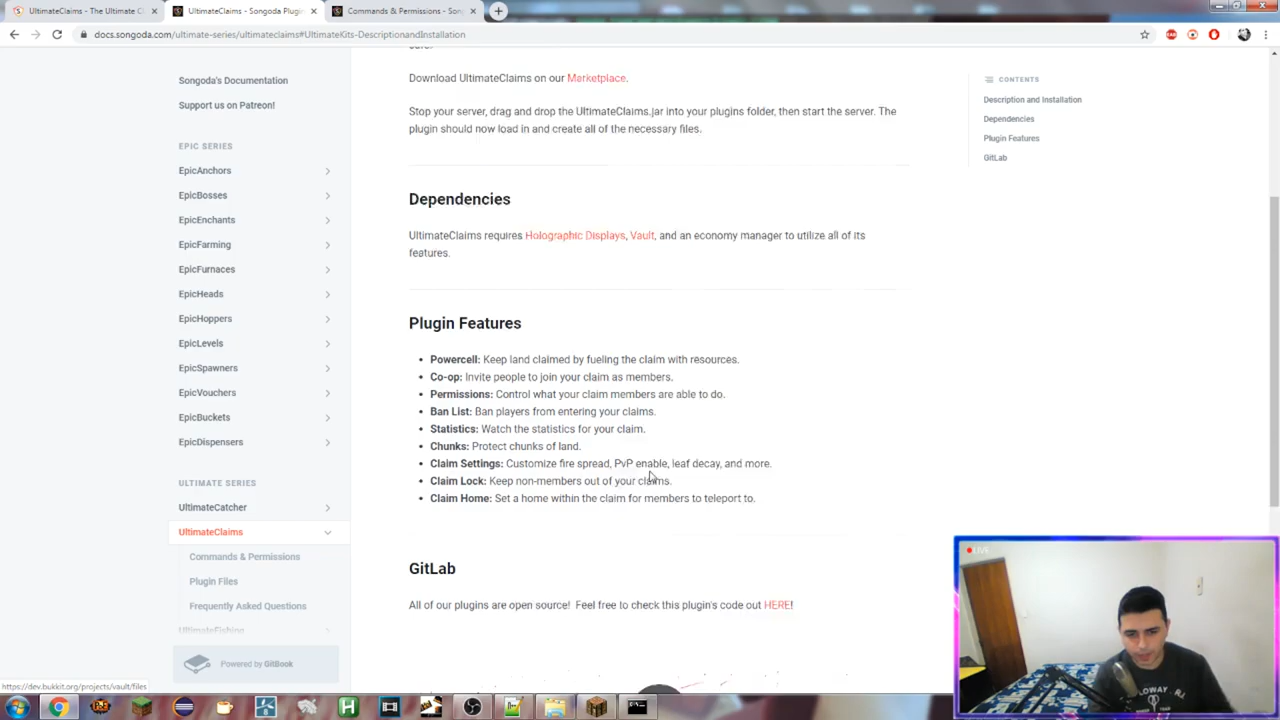 UltimateClaims - The Ultimate Cl
UltimateClaims - Songoda Plugin
Commands & Permissions - Song
docs.songoda.com/ultimate-series/ultimateclaims#UltimateKits-DescriptionandInstallation
Songoda's Documentation
Support us on Patreon!
EPIC SERIES
EpicAnchors
EpicBosses
EpicEnchants
EpicFarming
EpicFurnaces
EpicHeads
EpicHoppers
EpicLevels
EpicSpawners
EpicVouchers
EpicBuckets
EpicDispensers
ULTIMATE SERIES
UltimateCatcher
UltimateClaims
Commands & Permissions
Plugin Files
Frequently Asked Questions
UltimateFishing
Powered by GitBook
Download UltimateClaims on our Marketplace.
Stop your server, drag and drop the UltimateClaims.jar into your plugins folder, then start the server. The
plugin should now load in and create all of the necessary files.
Dependencies
UltimateClaims requires Holographic Displays, Vault, and an economy manager to utilize all of its
features.
Plugin Features
• Powercell: Keep land claimed by fueling the claim with resources.
• Co-op: Invite people to join your claim as members.
• Permissions: Control what your claim members are able to do.
• Ban List: Ban players from entering your claims.
• Statistics: Watch the statistics for your claim.
• Chunks: Protect chunks of land.
• Claim Settings: Customize fire spread, PvP enable, leaf decay, and more.
• Claim Lock: Keep non-members out of your claims.
• Claim Home: Set a home within the claim for members to teleport to.
GitLab
All of our plugins are open source! Feel free to check this plugin's code out HERE!
CONTENTS
Description and Installation
Dependencies
Plugin Features
GitLab
LIVE
https://dev.bukkit.org/projects/vault/files